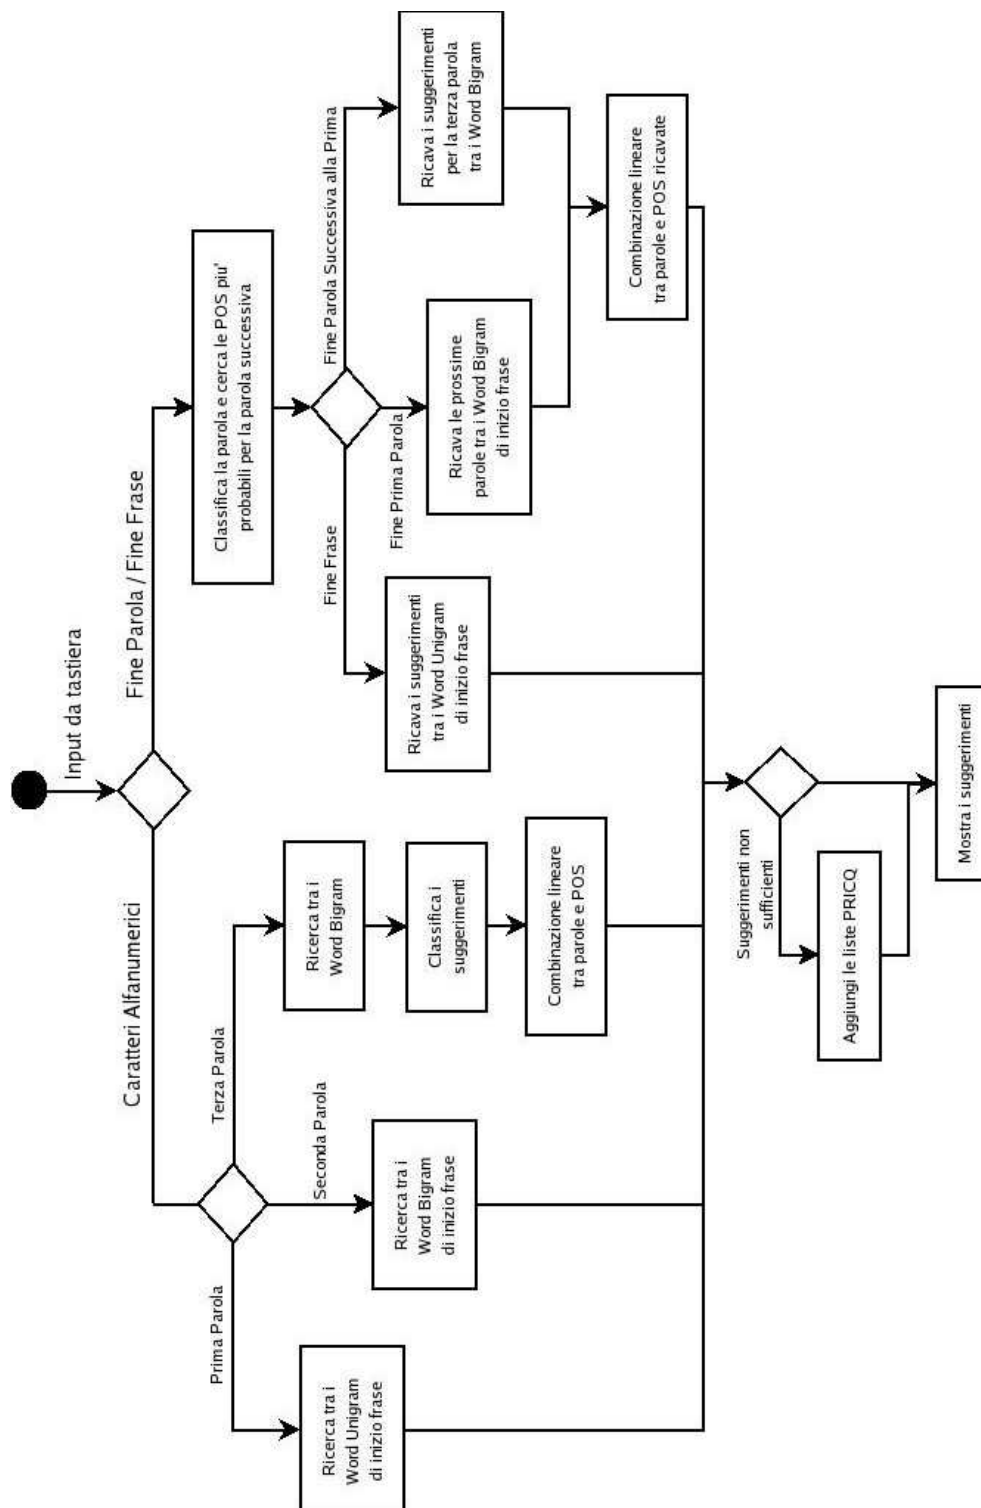 Input da tastiera
Caratteri Alfanumerici
Fine Parola / Fine Frase
Prima Parola
Seconda Parola
Terza Parola
Ricerca tra i
Word Unigram
di inizio frase
Ricerca tra i
Word Bigram
di inizio frase
Ricerca tra i
Word Bigram
Classifica i
suggerimenti
Combinazione lineare
tra parole e POS
Classifica la parola e cerca le POS piu'
probabili per la parola successiva
Fine Frase
Fine Prima Parola
Fine Parola Successiva alla Prima
Ricava i suggerimenti
tra i Word Unigram
di inizio frase
Ricava le prossime
parole tra i Word Bigram
di inizio frase
Ricava i suggerimenti
per la terza parola
tra i Word Bigram
Combinazione lineare
tra parole e POS ricavate
Suggerimenti non
sufficienti
Aggiungi le liste PRICQ
Mostra i suggerimenti